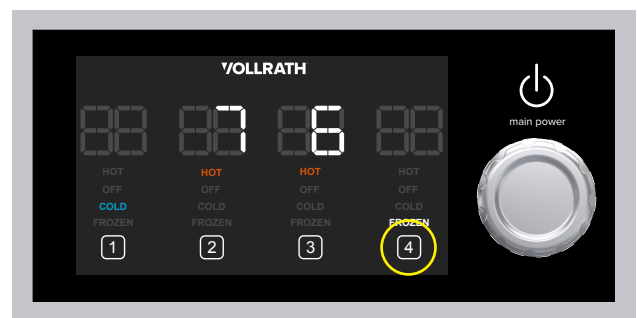 VOLLRATH
main power
7 6
HOT HOT HOT HOT
OFF OFF OFF OFF
COLD COLD COLD COLD
FROZEN FROZEN FROZEN FROZEN
1 2 3 4